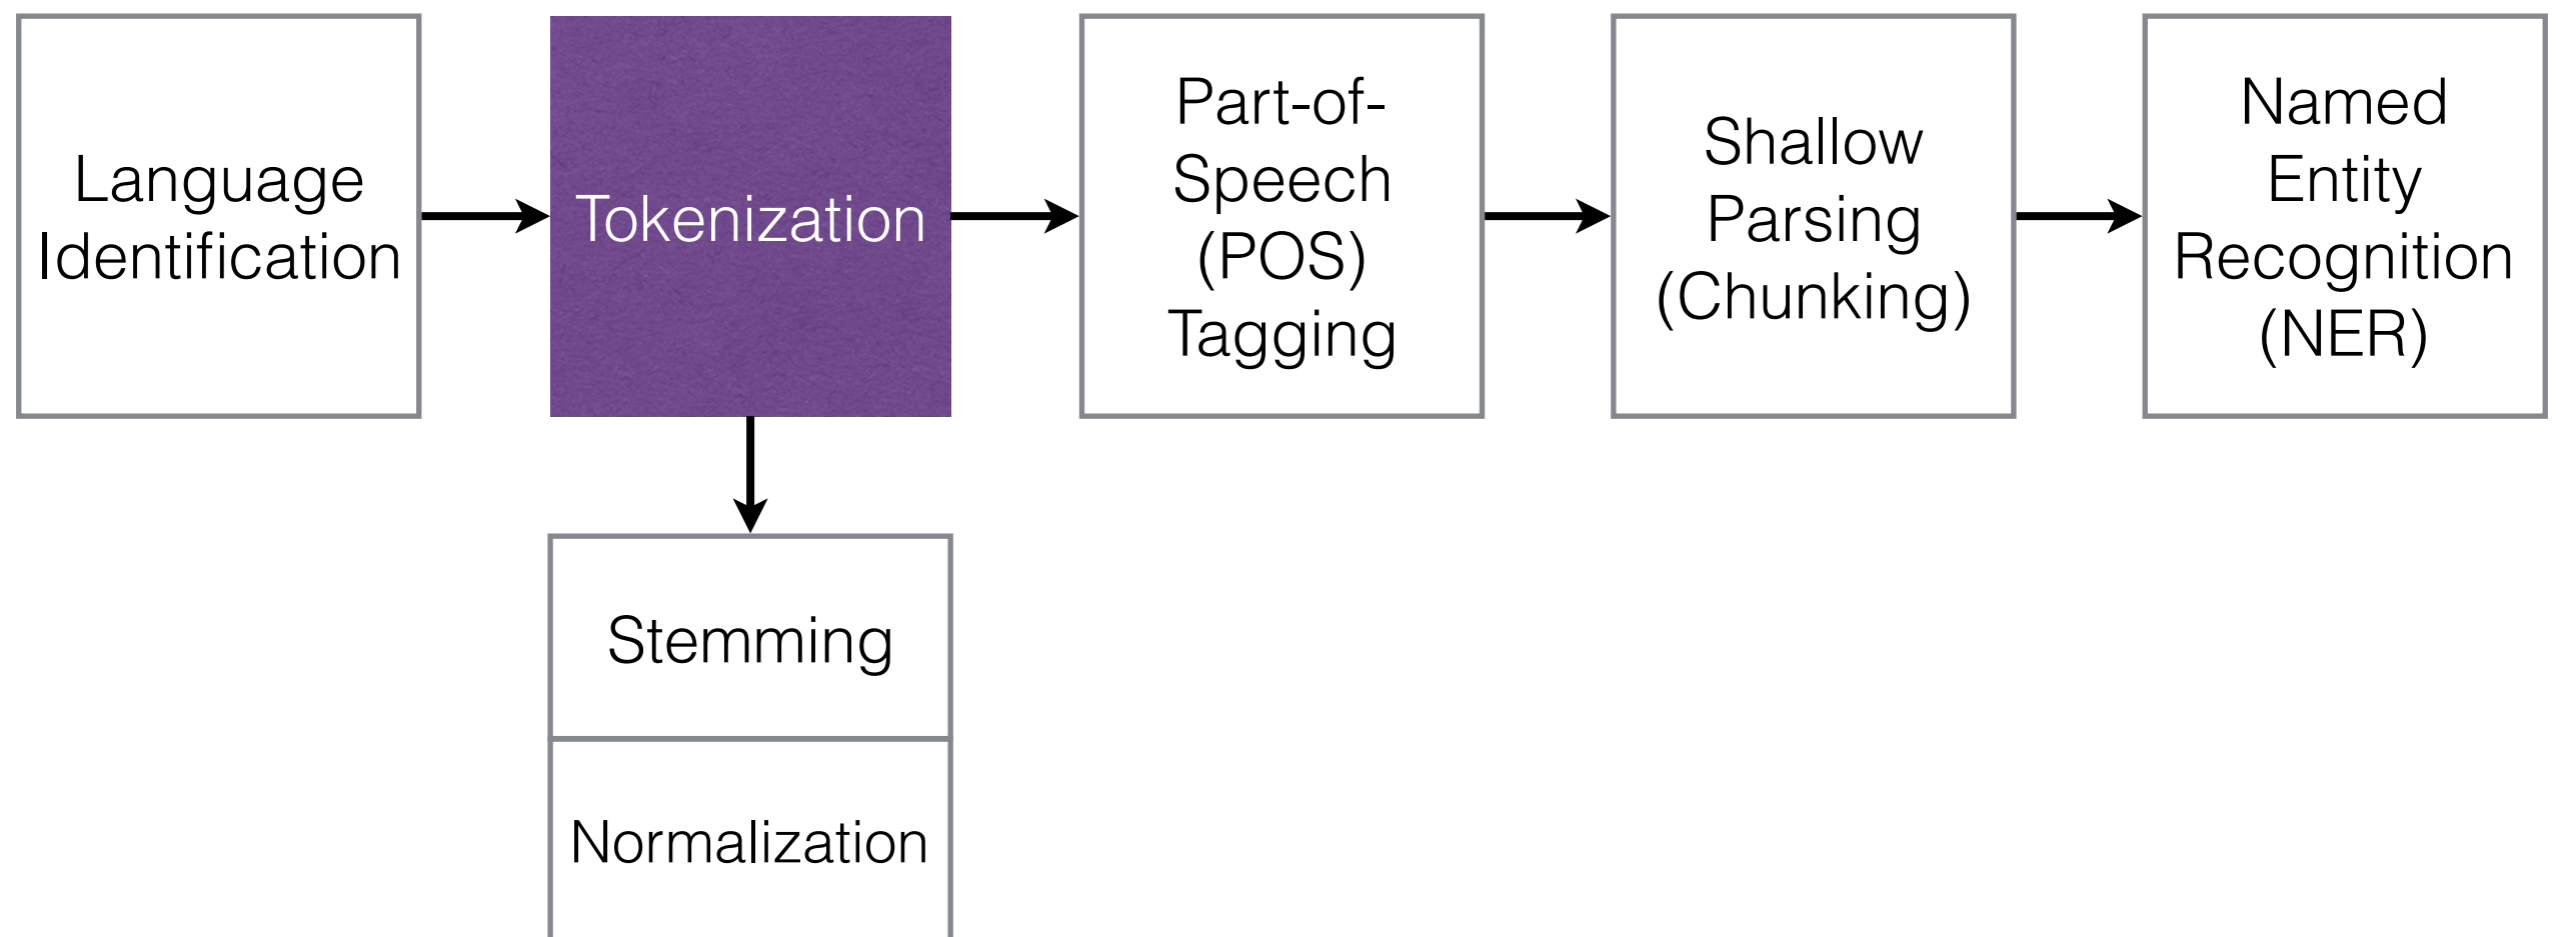 Language
Identification
Tokenization
Part-of-
Speech
(POS)
Tagging
Shallow
Parsing
(Chunking)
Named
Entity
Recognition
(NER)
Stemming
Normalization